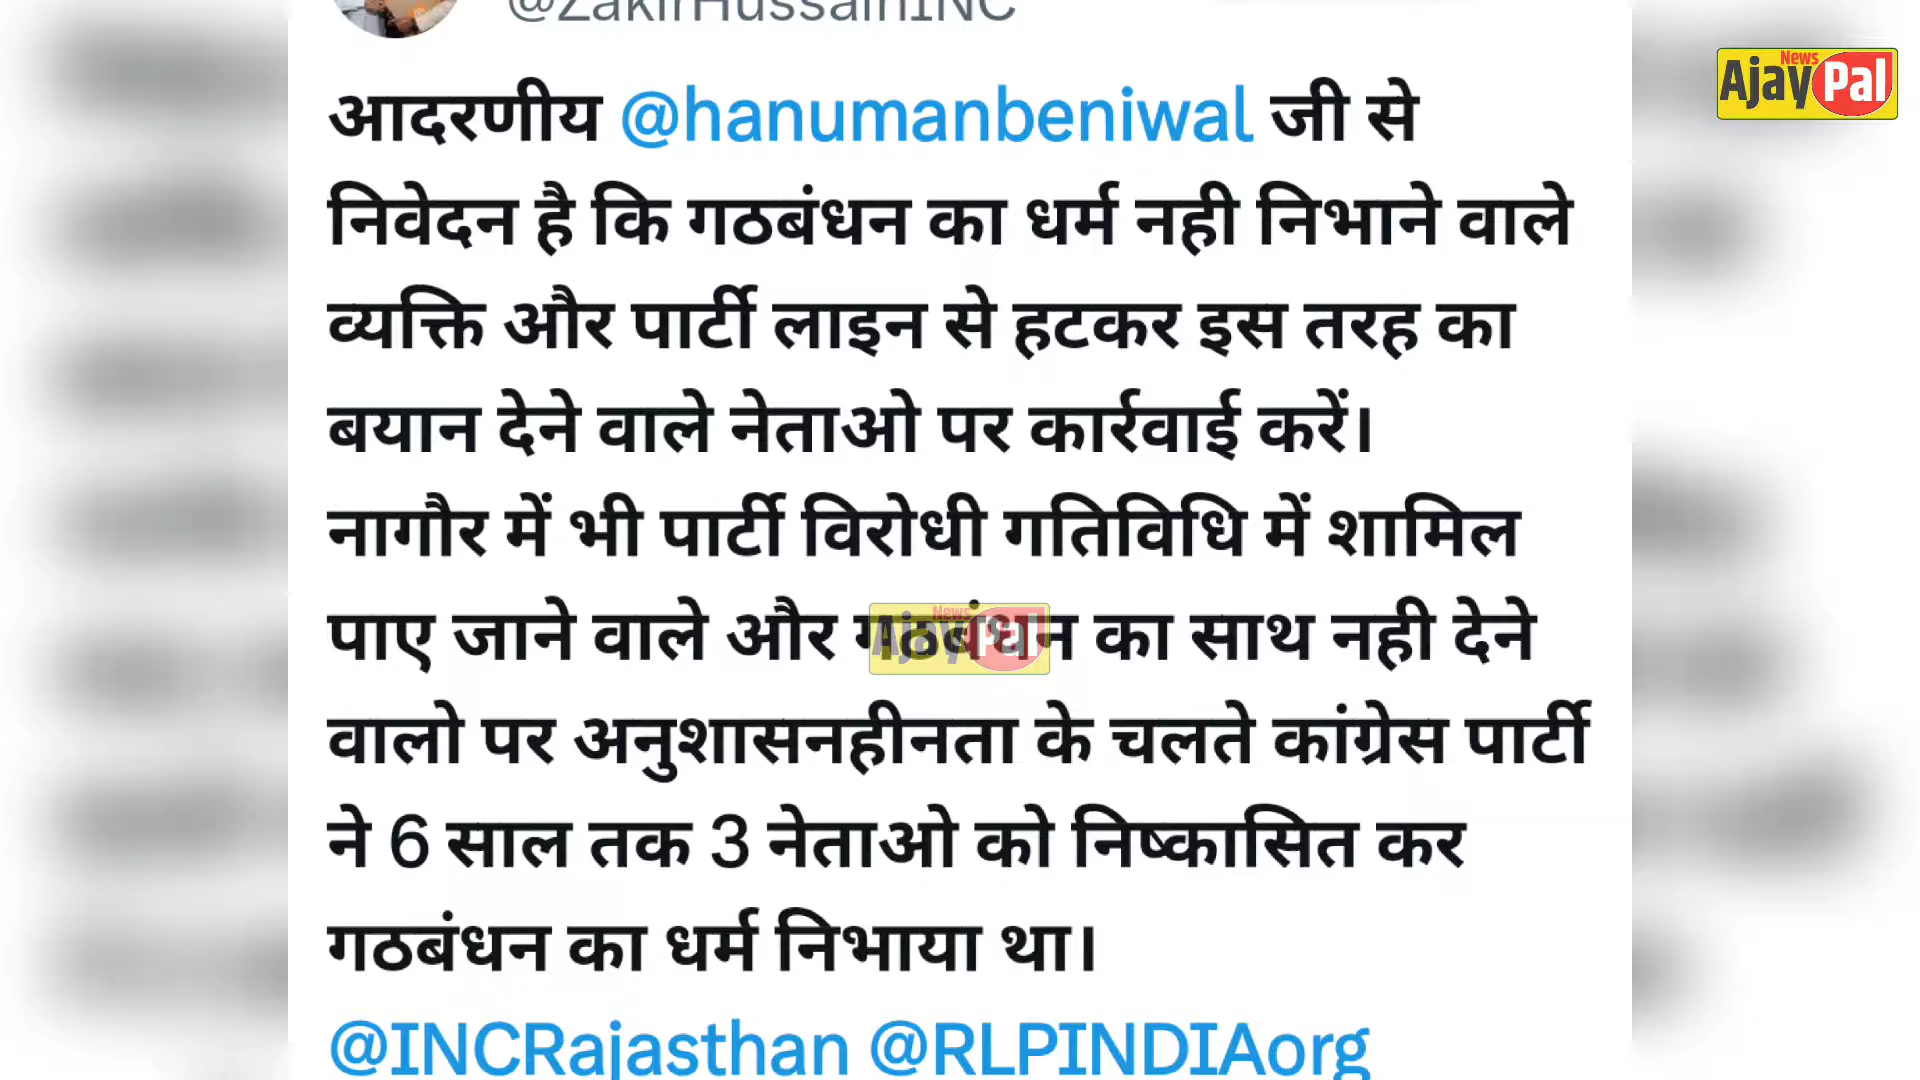 @ZakirHussainINC
News
AjayPal
आदरणीय @hanumanbeniwal जी से
निवेदन है कि गठबंधन का धर्म नही निभाने वाले
व्यक्ति और पार्टी लाइन से हटकर इस तरह का
बयान देने वाले नेताओ पर कार्रवाई करें।
नागौर में भी पार्टी विरोधी गतिविधि में शामिल
पाए जाने वाले और गठबंधन का साथ नही देने
News
AjayPal
वालो पर अनुशासनहीनता के चलते कांग्रेस पार्टी
ने 6 साल तक 3 नेताओ को निष्कासित कर
गठबंधन का धर्म निभाया था।
@INCRajasthan @RLPINDIAorg